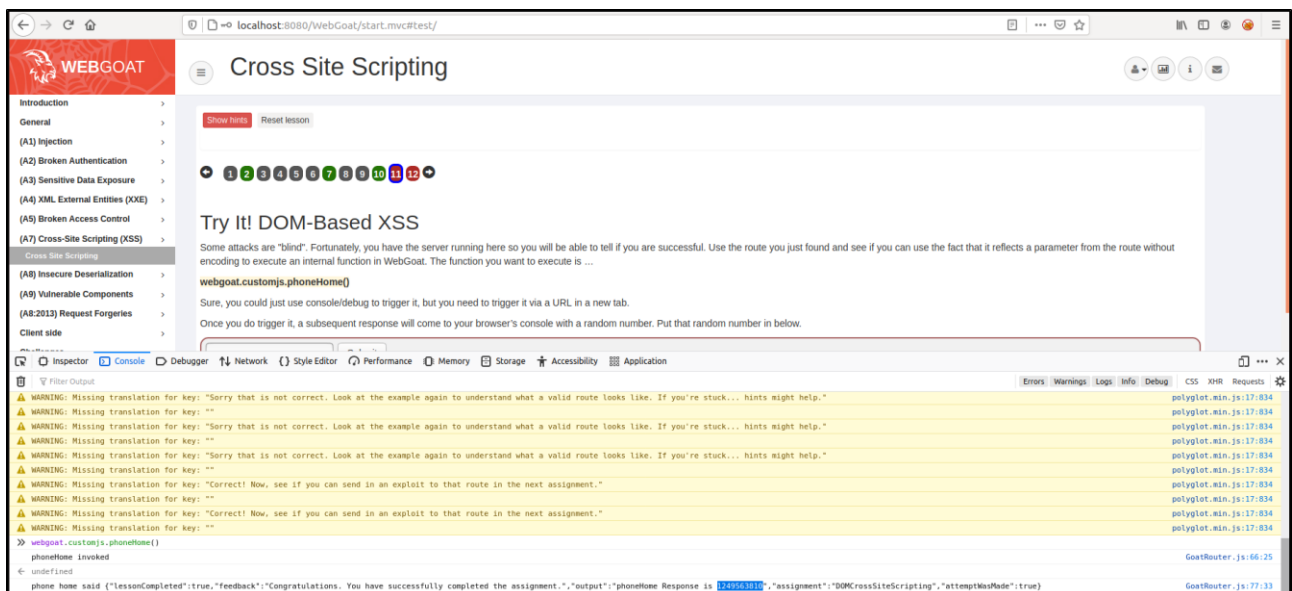 localhost:8080/WebGoat/start.mvc#test/
WEBGOAT
Cross Site Scripting
Introduction
General
(A1) Injection
(A2) Broken Authentication
(A3) Sensitive Data Exposure
(A4) XML External Entities (XXE)
(A5) Broken Access Control
(A7) Cross-Site Scripting (XSS)
Cross Site Scripting
(A8) Insecure Deserialization
(A9) Vulnerable Components
(A8:2013) Request Forgeries
Client side
Show hints Reset lesson
1 2 3 4 5 6 7 8 9 10 11 12
Try It! DOM-Based XSS
Some attacks are "blind". Fortunately, you have the server running here so you will be able to tell if you are successful. Use the route you just found and see if you can use the fact that it reflects a parameter from the route without
encoding to execute an internal function in WebGoat. The function you want to execute is …
webgoat.customjs.phoneHome()
Sure, you could just use console/debug to trigger it, but you need to trigger it via a URL in a new tab.
Once you do trigger it, a subsequent response will come to your browser's console with a random number. Put that random number in below.
Inspector Console Debugger Network {} Style Editor Performance Memory Storage Accessibility Application
Filter Output Errors Warnings Logs Info Debug CSS XHR Requests
WARNING: Missing translation for key: "Sorry that is not correct. Look at the example again to understand what a valid route looks like. If you're stuck... hints might help." polyglot.min.js:17:834
WARNING: Missing translation for key: "" polyglot.min.js:17:834
WARNING: Missing translation for key: "Sorry that is not correct. Look at the example again to understand what a valid route looks like. If you're stuck... hints might help." polyglot.min.js:17:834
WARNING: Missing translation for key: "" polyglot.min.js:17:834
WARNING: Missing translation for key: "Sorry that is not correct. Look at the example again to understand what a valid route looks like. If you're stuck... hints might help." polyglot.min.js:17:834
WARNING: Missing translation for key: "" polyglot.min.js:17:834
WARNING: Missing translation for key: "Correct! Now, see if you can send in an exploit to that route in the next assignment." polyglot.min.js:17:834
WARNING: Missing translation for key: "" polyglot.min.js:17:834
WARNING: Missing translation for key: "Correct! Now, see if you can send in an exploit to that route in the next assignment." polyglot.min.js:17:834
WARNING: Missing translation for key: "" polyglot.min.js:17:834
webgoat.customjs.phoneHome()
phoneHome invoked GoatRouter.js:66:25
undefined
phone home said {"lessonCompleted":true,"feedback":"Congratulations. You have successfully completed the assignment.","output":"phoneHome Response is 1249563810","assignment":"DOMCrossSiteScripting","attemptWasMade":true} GoatRouter.js:77:33